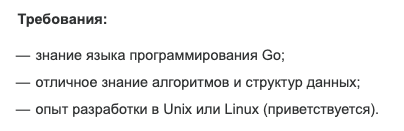 Требования:
— знание языка программирования Go;
— отличное знание алгоритмов и структур данных;
— опыт разработки в Unix или Linux (приветствуется).